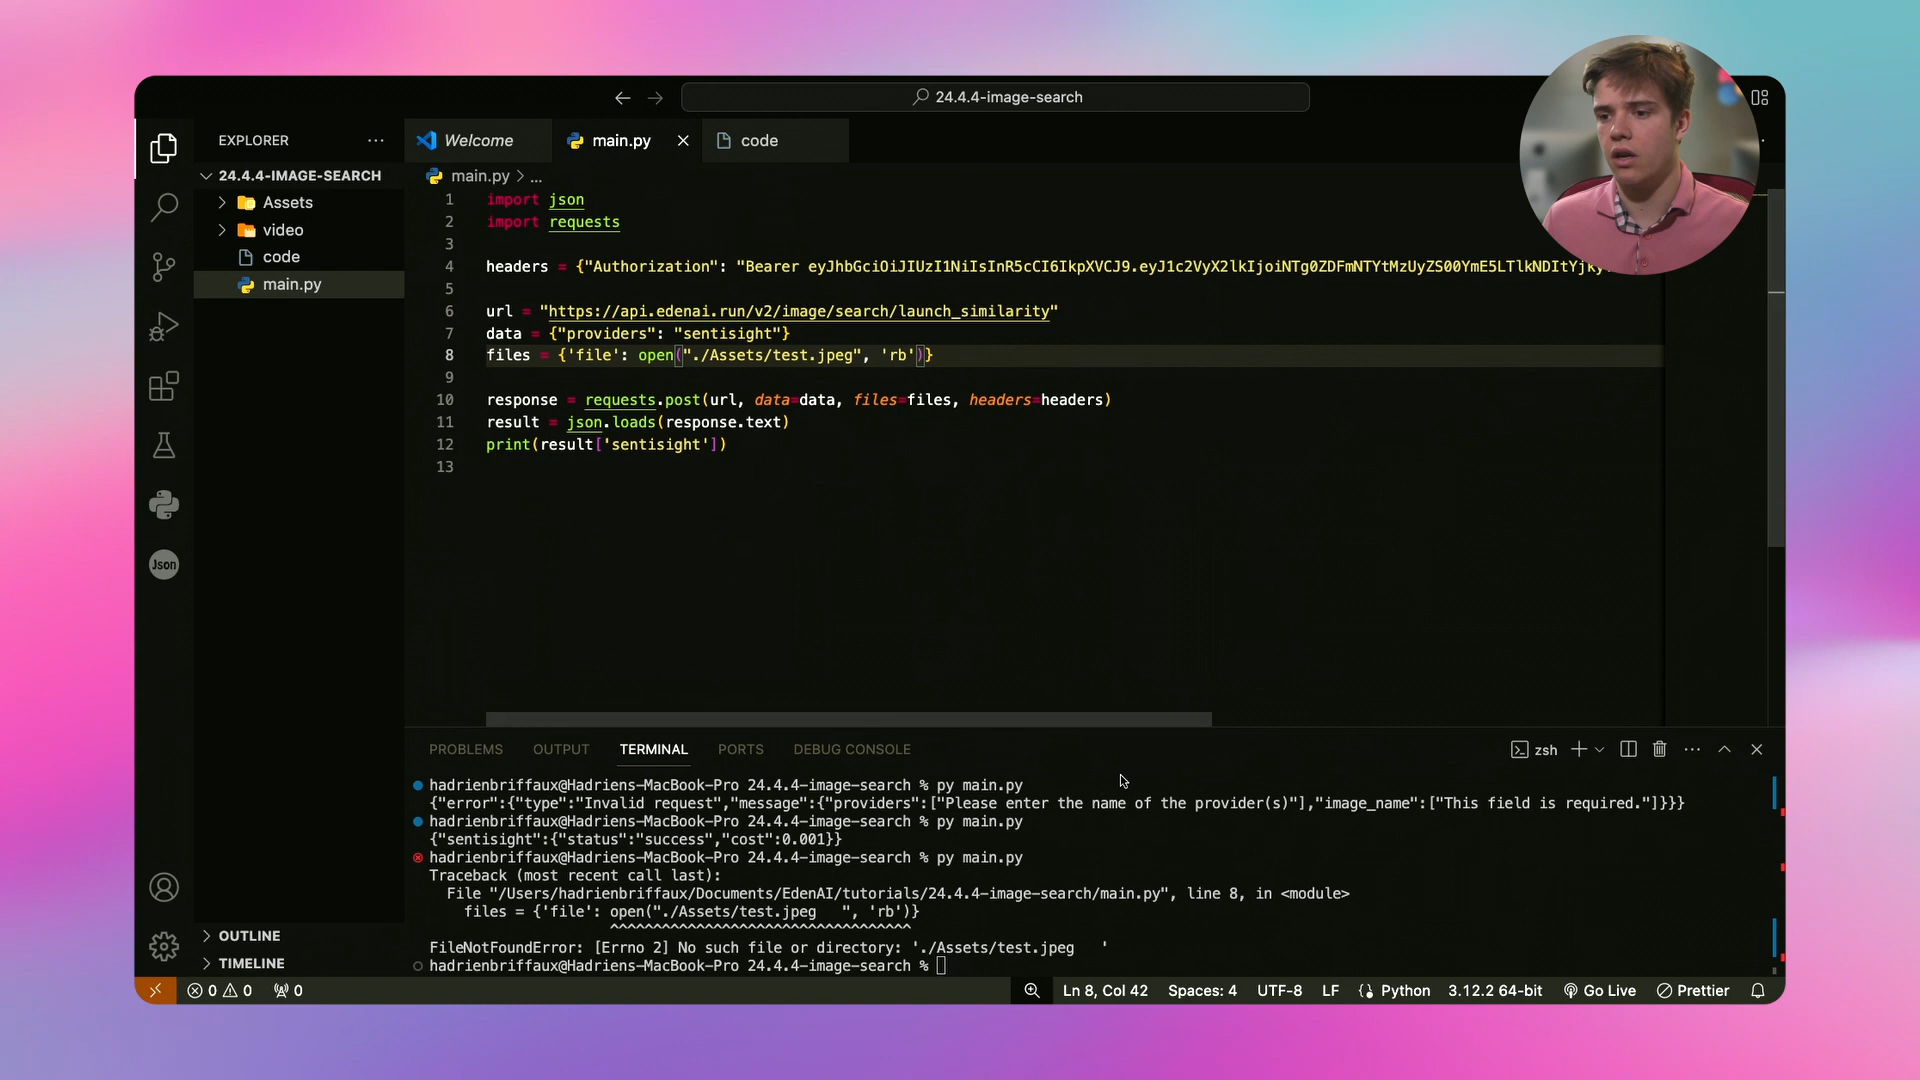 24.4.4-image-search
EXPLORER
Welcome
main.py
code
24.4.4-IMAGE-SEARCH
Assets
video
code
main.py
main.py > ...
1 import json
2 import requests
3
4 headers = {"Authorization": "Bearer eyJhbGciOiJIUzI1NiIsInR5cCI6IkpXVCJ9.eyJ1c2VyX2lkIjoiNTg0ZDFmNTYtMzUyZS00YmE5LTlkNDItYjky
5
6 url = "https://api.edenai.run/v2/image/search/launch_similarity"
7 data = {"providers": "sentisight"}
8 files = {'file': open("./Assets/test.jpeg", 'rb')}
9
10 response = requests.post(url, data=data, files=files, headers=headers)
11 result = json.loads(response.text)
12 print(result['sentisight'])
13
Json
PROBLEMS OUTPUT TERMINAL PORTS DEBUG CONSOLE
zsh
hadrienbriffaux@Hadriens-MacBook-Pro 24.4.4-image-search % py main.py
{"error":{"type":"Invalid request","message":{"providers":["Please enter the name of the provider(s)"],"image_name":["This field is required."]}}}
hadrienbriffaux@Hadriens-MacBook-Pro 24.4.4-image-search % py main.py
{"sentisight":{"status":"success","cost":0.001}}
hadrienbriffaux@Hadriens-MacBook-Pro 24.4.4-image-search % py main.py
Traceback (most recent call last):
File "/Users/hadrienbriffaux/Documents/EdenAI/tutorials/24.4.4-image-search/main.py", line 8, in <module>
files = {'file': open("./Assets/test.jpeg   ", 'rb')}
^^^^^^^^^^^^^^^^^^^^^^^^^^^^^^^^^^
FileNotFoundError: [Errno 2] No such file or directory: './Assets/test.jpeg   '
hadrienbriffaux@Hadriens-MacBook-Pro 24.4.4-image-search %
OUTLINE
TIMELINE
0 0 0
Ln 8, Col 42 Spaces: 4 UTF-8 LF Python 3.12.2 64-bit Go Live Prettier